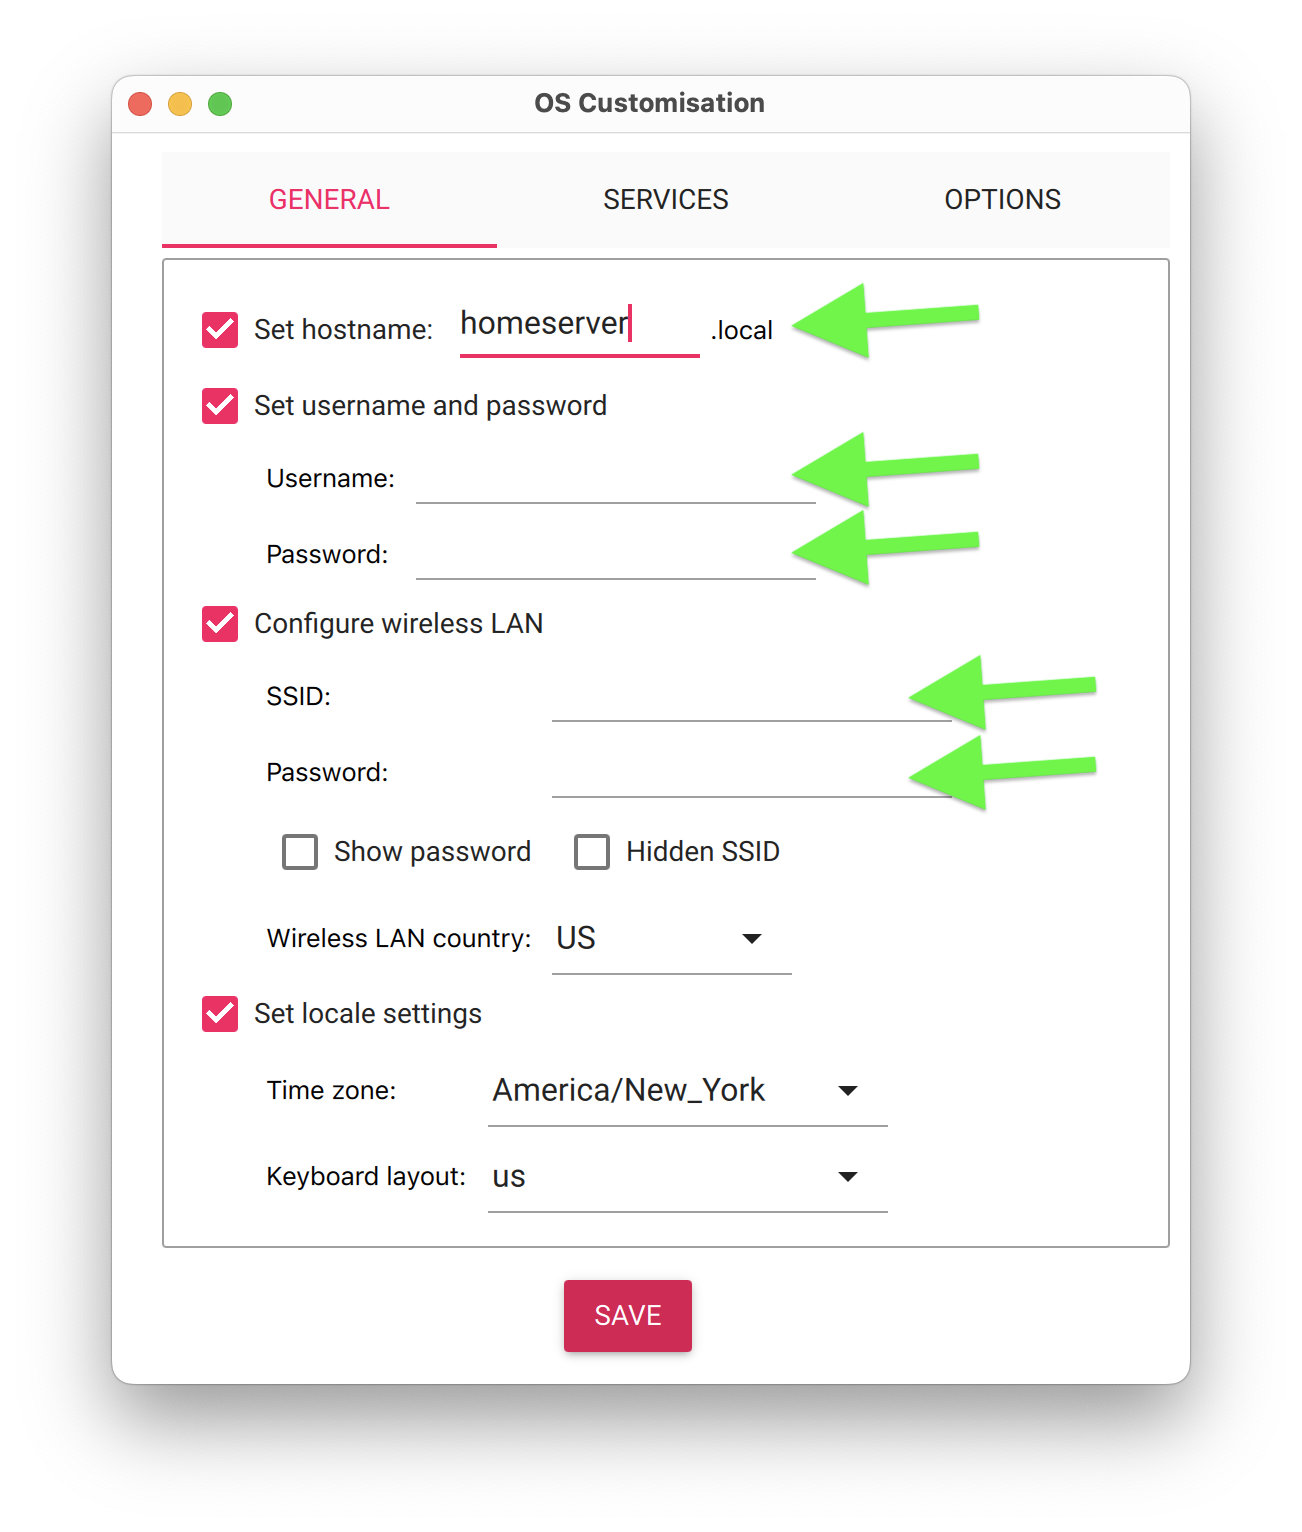 OS Customisation
GENERAL SERVICES OPTIONS
Set hostname: homeserver .local
Set username and password
Username:
Password:
Configure wireless LAN
SSID:
Password:
Show password Hidden SSID
Wireless LAN country: US
Set locale settings
Time zone: America/New_York
Keyboard layout: us
SAVE